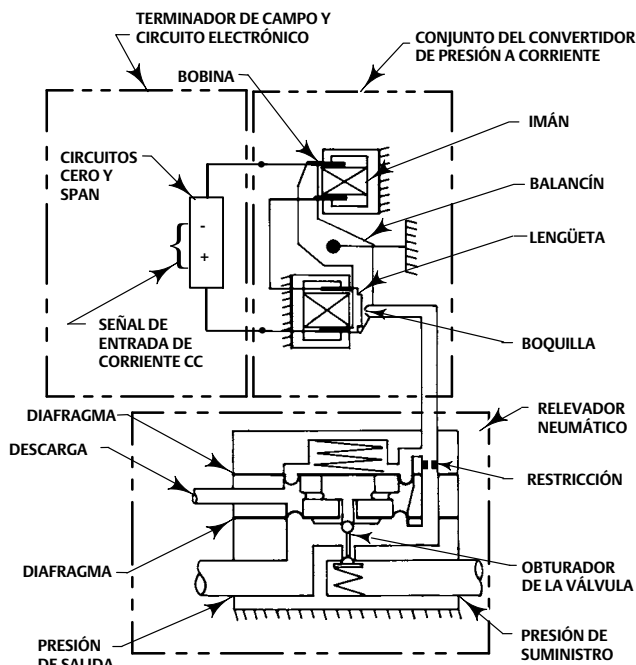 TERMINADOR DE CAMPO Y
CIRCUITO ELECTRÓNICO
CONJUNTO DEL CONVERTIDOR
DE PRESIÓN A CORRIENTE
BOBINA
IMÁN
CIRCUITOS
CERO Y
SPAN
BALANCÍN
LENGÜETA
-
+
SEÑAL DE
ENTRADA DE
CORRIENTE CC
BOQUILLA
DIAFRAGMA
RELEVADOR
NEUMÁTICO
DESCARGA
RESTRICCIÓN
DIAFRAGMA
OBTURADOR
DE LA VÁLVULA
PRESIÓN
DE SALIDA
PRESIÓN DE
SUMINISTRO